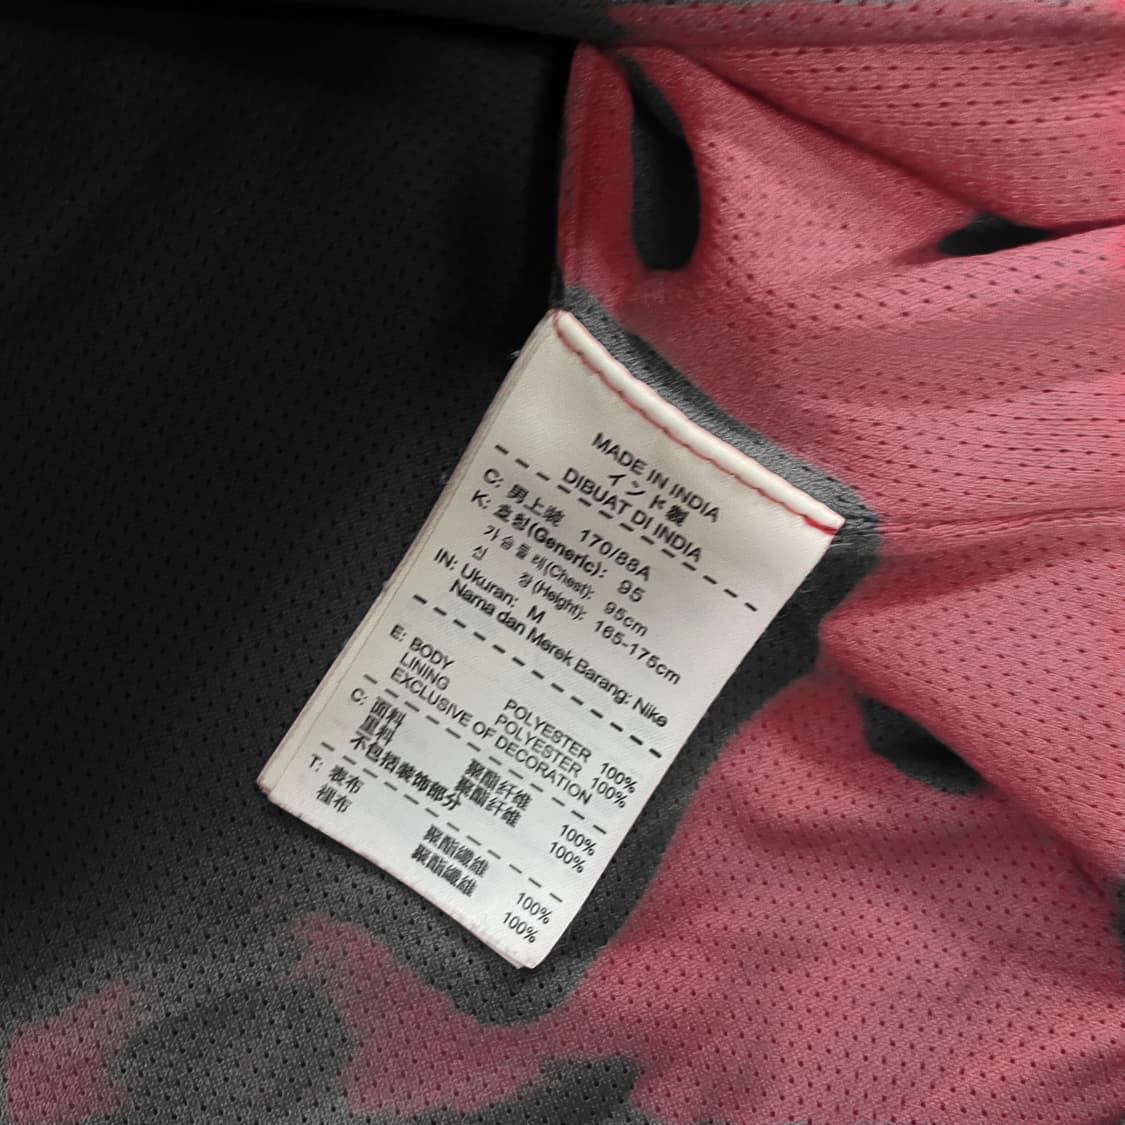 MADE IN INDIA
インド製
DIBUAT DI INDIA
C: 男上裝 170/88A
K: 호칭(Generic): 95
가슴둘레(Chest): 95cm
신 장(Height): 165-175cm
IN: Ukuran: M
Nama dan Merek Barang: Nike
E: BODY POLYESTER 100%
LINING POLYESTER 100%
EXCLUSIVE OF DECORATION
C: 面料 聚酯纤维 100%
里料 聚酯纤维 100%
不包括装饰部分
T: 表布 聚酯纖維 100%
裡布 聚酯纖維 100%